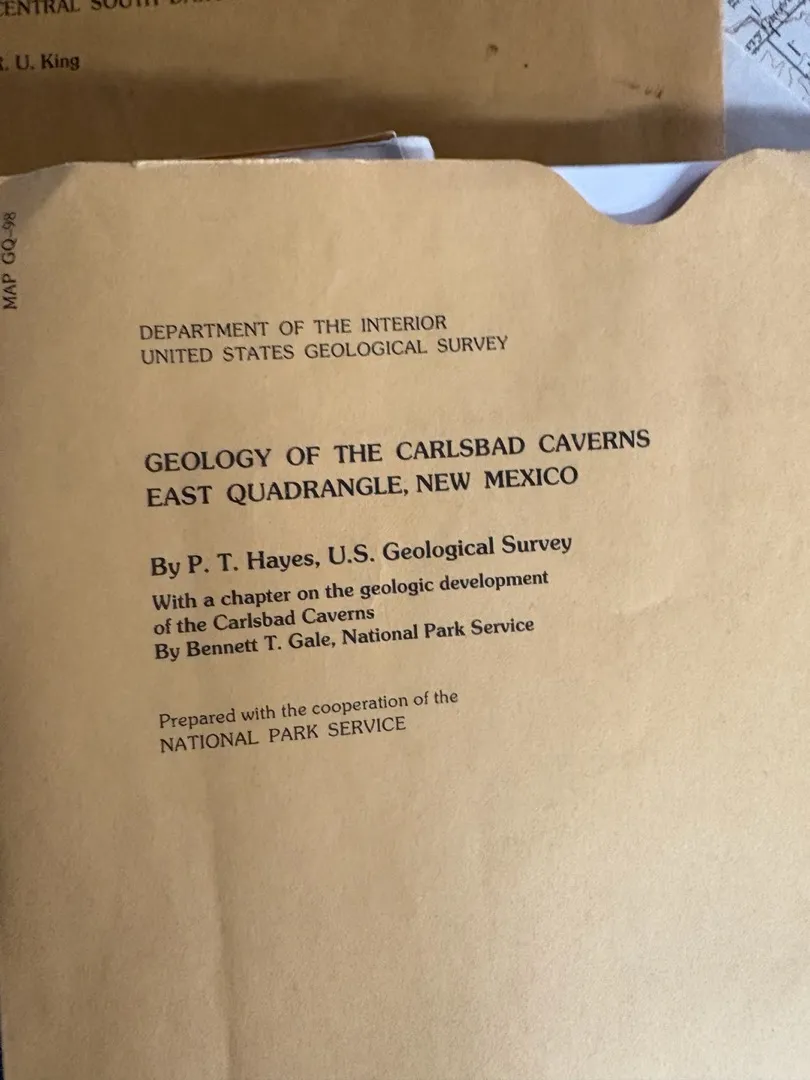 CENTRAL SOUTH
R. U. King
MAP GQ-98
DEPARTMENT OF THE INTERIOR
UNITED STATES GEOLOGICAL SURVEY
GEOLOGY OF THE CARLSBAD CAVERNS
EAST QUADRANGLE, NEW MEXICO
By P. T. Hayes, U.S. Geological Survey
With a chapter on the geologic development
of the Carlsbad Caverns
By Bennett T. Gale, National Park Service
Prepared with the cooperation of the
NATIONAL PARK SERVICE